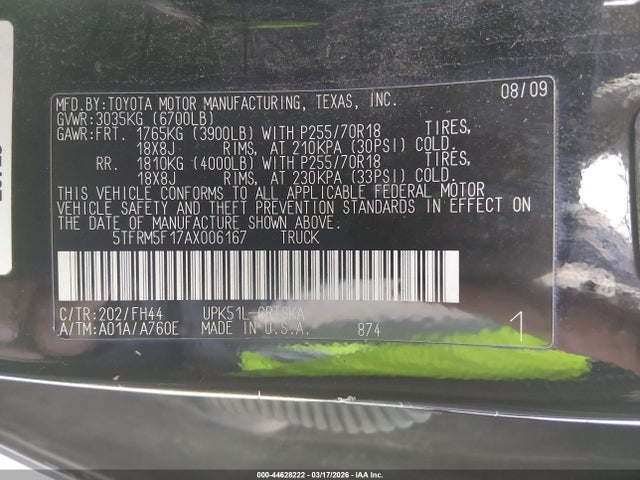 MFD.BY:TOYOTA MOTOR MANUFACTURING, TEXAS, INC. 08/09
GVWR:3035KG (6700LB)
GAWR:FRT. 1765KG (3900LB) WITH P255/70R18 TIRES,
18X8J RIMS, AT 210KPA (30PSI) COLD.
RR. 1810KG (4000LB) WITH P255/70R18 TIRES,
18X8J RIMS, AT 230KPA (33PSI) COLD.
THIS VEHICLE CONFORMS TO ALL APPLICABLE FEDERAL MOTOR
VEHICLE SAFETY AND THEFT PREVENTION STANDARDS IN EFFECT ON
THE DATE OF MANUFACTURE SHOWN ABOVE.
5TFRM5F17AX006167 TRUCK
C/TR:202/FH44 UPK51L-CRTSKA
A/TM:A01A/A760E MADE IN U.S.A. 874 1
000-44628222 - 03/17/2026 - IAA Inc.